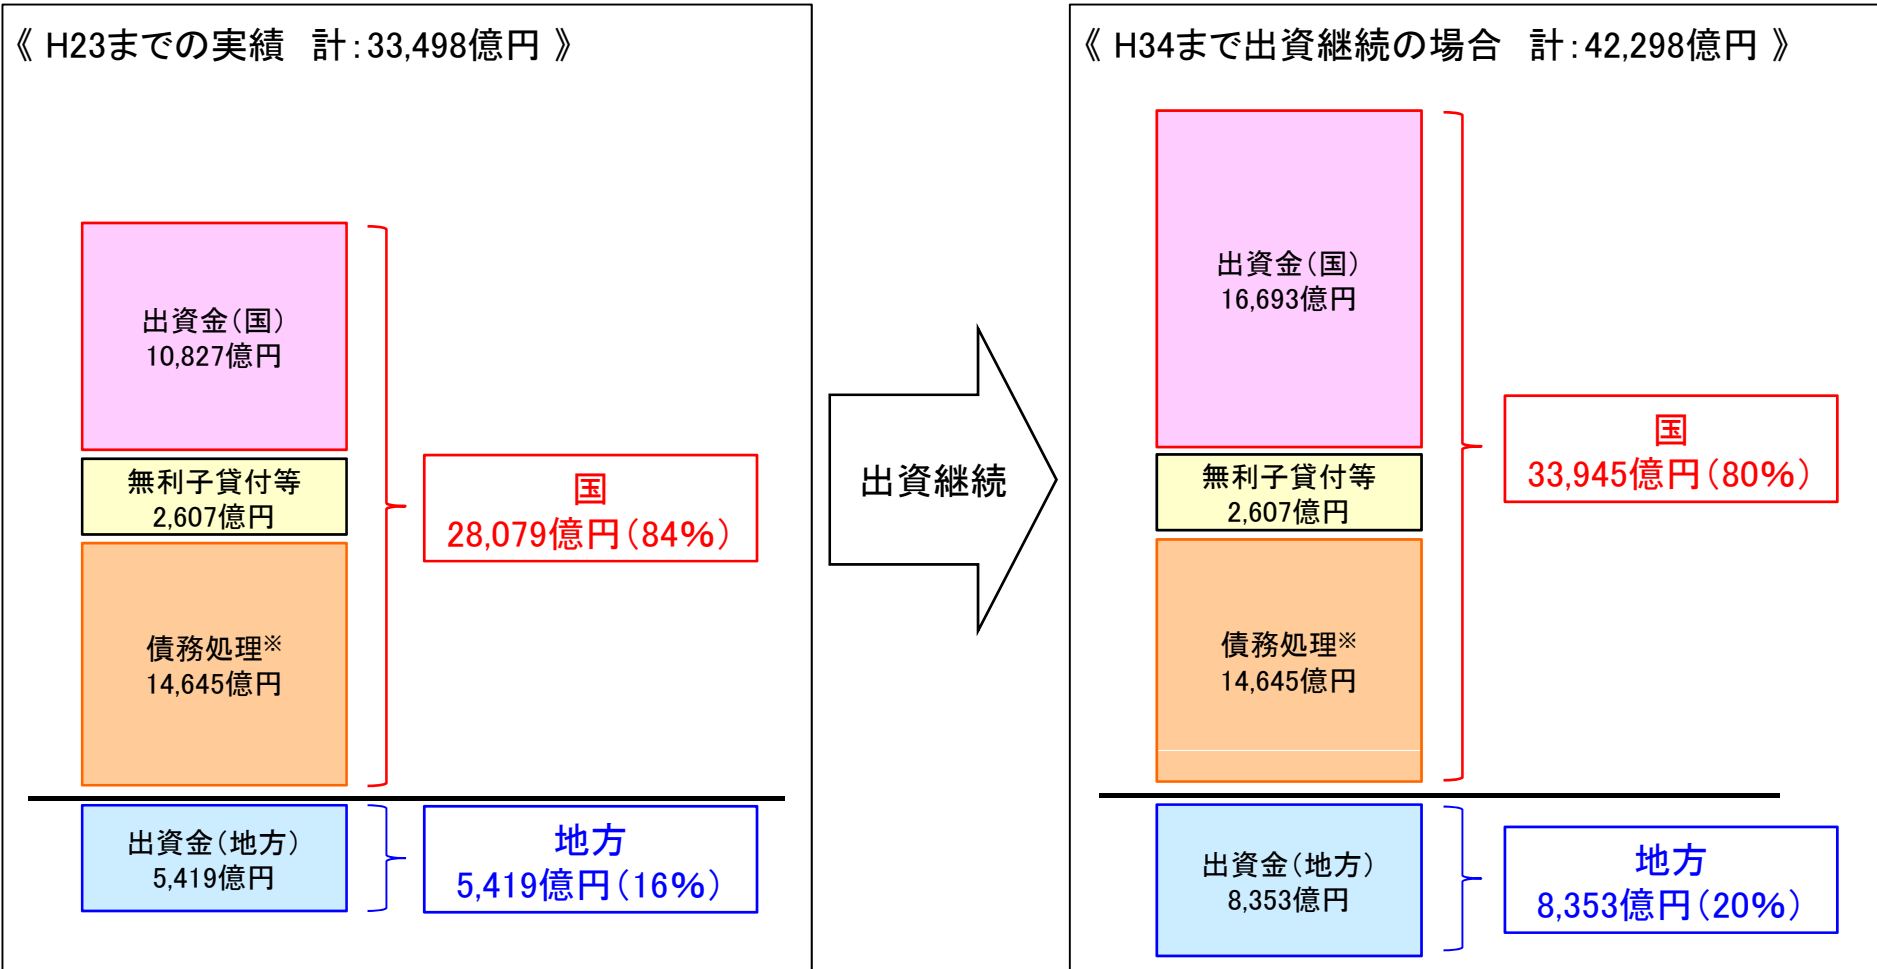 《 H23までの実績 計:33,498億円 》
出資金(国)
10,827億円
無利子貸付等
2,607億円
債務処理※
14,645億円
国
28,079億円(84%)
出資金(地方)
5,419億円
地方
5,419億円(16%)
出資継続
《 H34まで出資継続の場合 計:42,298億円 》
出資金(国)
16,693億円
無利子貸付等
2,607億円
債務処理※
14,645億円
国
33,945億円(80%)
出資金(地方)
8,353億円
地方
8,353億円(20%)